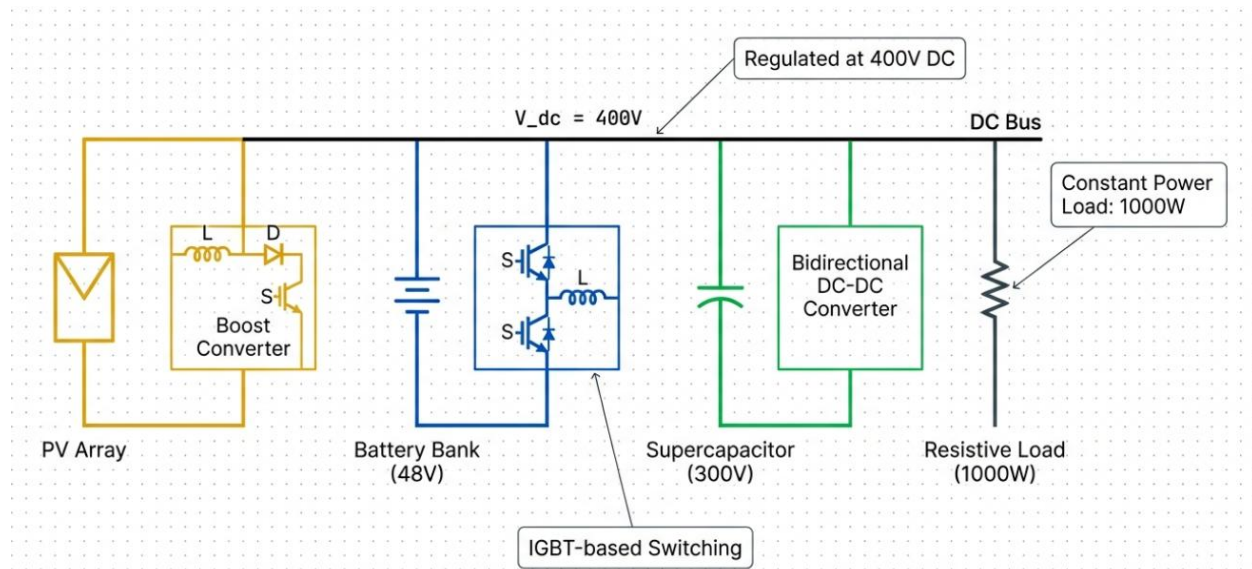 Regulated at 400V DC
V_dc = 400V
DC Bus
Constant Power
Load: 1000W
L
D
S
Boost
Converter
S
L
S
Bidirectional
DC-DC
Converter
PV Array
Battery Bank
(48V)
Supercapacitor
(300V)
Resistive Load
(1000W)
IGBT-based Switching